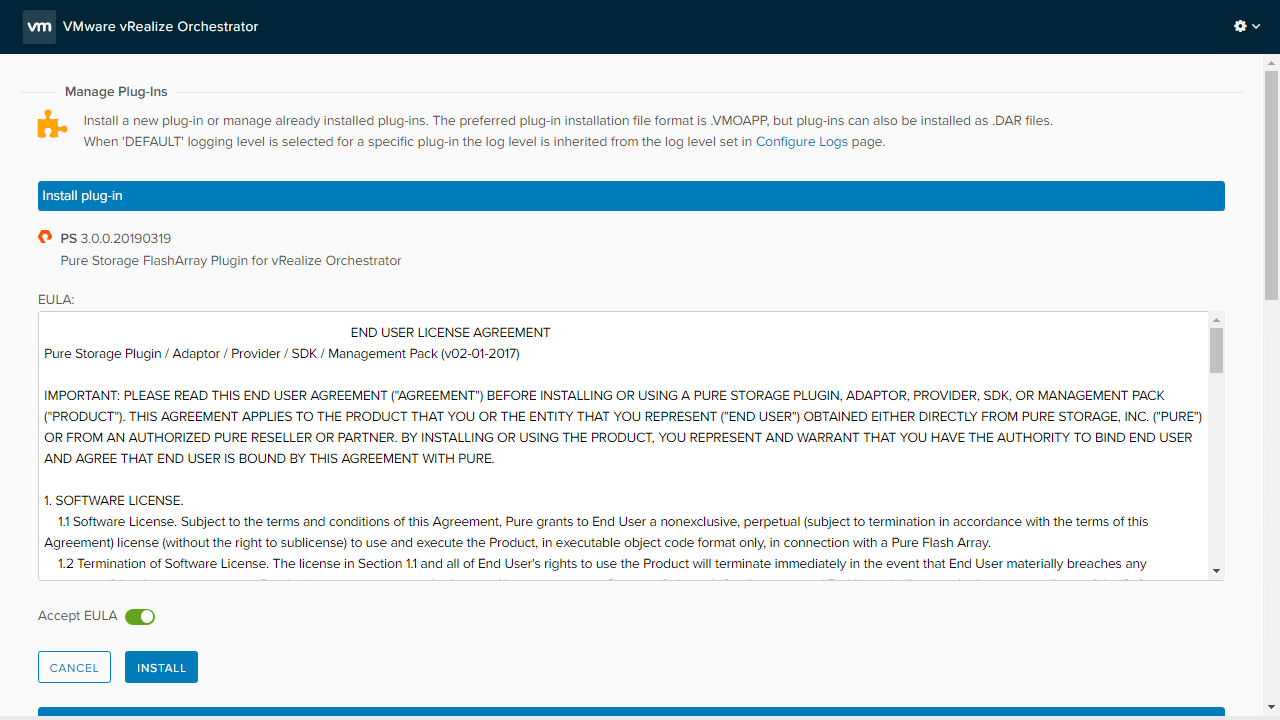 vm VMware vRealize Orchestrator
Manage Plug-Ins
Install a new plug-in or manage already installed plug-ins. The preferred plug-in installation file format is .VMOAPP, but plug-ins can also be installed as .DAR files.
When 'DEFAULT' logging level is selected for a specific plug-in the log level is inherited from the log level set in Configure Logs page.
Install plug-in
PS 3.0.0.20190319
Pure Storage FlashArray Plugin for vRealize Orchestrator
EULA:
END USER LICENSE AGREEMENT
Pure Storage Plugin / Adaptor / Provider / SDK / Management Pack (v02-01-2017)
IMPORTANT: PLEASE READ THIS END USER AGREEMENT ("AGREEMENT") BEFORE INSTALLING OR USING A PURE STORAGE PLUGIN, ADAPTOR, PROVIDER, SDK, OR MANAGEMENT PACK
("PRODUCT"). THIS AGREEMENT APPLIES TO THE PRODUCT THAT YOU OR THE ENTITY THAT YOU REPRESENT ("END USER") OBTAINED EITHER DIRECTLY FROM PURE STORAGE, INC. ("PURE")
OR FROM AN AUTHORIZED PURE RESELLER OR PARTNER. BY INSTALLING OR USING THE PRODUCT, YOU REPRESENT AND WARRANT THAT YOU HAVE THE AUTHORITY TO BIND END USER
AND AGREE THAT END USER IS BOUND BY THIS AGREEMENT WITH PURE.
1. SOFTWARE LICENSE.
1.1 Software License. Subject to the terms and conditions of this Agreement, Pure grants to End User a nonexclusive, perpetual (subject to termination in accordance with the terms of this
Agreement) license (without the right to sublicense) to use and execute the Product, in executable object code format only, in connection with a Pure Flash Array.
1.2 Termination of Software License. The license in Section 1.1 and all of End User's rights to use the Product will terminate immediately in the event that End User materially breaches any
Accept EULA
CANCEL
INSTALL